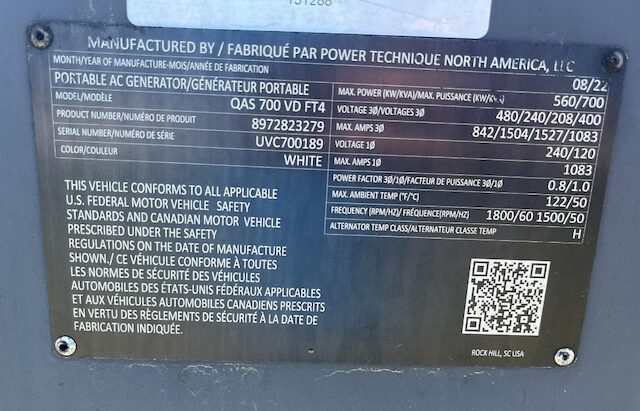 151288
MANUFACTURED BY / FABRIQUÉ PAR POWER TECHNIQUE NORTH AMERICA, LLC
MONTH/YEAR OF MANUFACTURE-MOIS/ANNÉE DE FABRICATION 08/22
PORTABLE AC GENERATOR/GÉNÉRATEUR PORTABLE
MODEL/MODÈLE QAS 700 VD FT4
PRODUCT NUMBER/NUMÉRO DE PRODUIT 8972823279
SERIAL NUMBER/NUMÉRO DE SÉRIE UVC700189
COLOR/COULEUR WHITE
MAX. POWER (KW/KVA)/MAX. PUISSANCE (KW/KVA) 560/700
VOLTAGE 3Ø/VOLTAGES 3Ø 480/240/208/400
MAX. AMPS 3Ø 842/1504/1527/1083
VOLTAGE 1Ø 240/120
MAX. AMPS 1Ø 1083
POWER FACTOR 3Ø/1Ø/FACTEUR DE PUISSANCE 3Ø/1Ø 0.8/1.0
MAX. AMBIENT TEMP (°F/°C) 122/50
FREQUENCY (RPM/HZ)/ FRÉQUENCE(RPM/HZ) 1800/60 1500/50
ALTERNATOR TEMP CLASS/ALTERNATEUR CLASSE TEMP H
THIS VEHICLE CONFORMS TO ALL APPLICABLE
U.S. FEDERAL MOTOR VEHICLE SAFETY
STANDARDS AND CANADIAN MOTOR VEHICLE
PRESCRIBED UNDER THE SAFETY
REGULATIONS ON THE DATE OF MANUFACTURE
SHOWN./ CE VÉHICULE CONFORME À TOUTES
LES NORMES DE SÉCURITÉ DES VÉHICULES
AUTOMOBILES DES ÉTATS-UNIS FÉDÉRAUX APPLICABLES
ET AUX VÉHICULES AUTOMOBILES CANADIENS PRESCRITS
EN VERTU DES RÈGLEMENTS DE SÉCURITÉ À LA DATE DE
FABRICATION INDIQUÉE.
ROCK HILL, SC USA